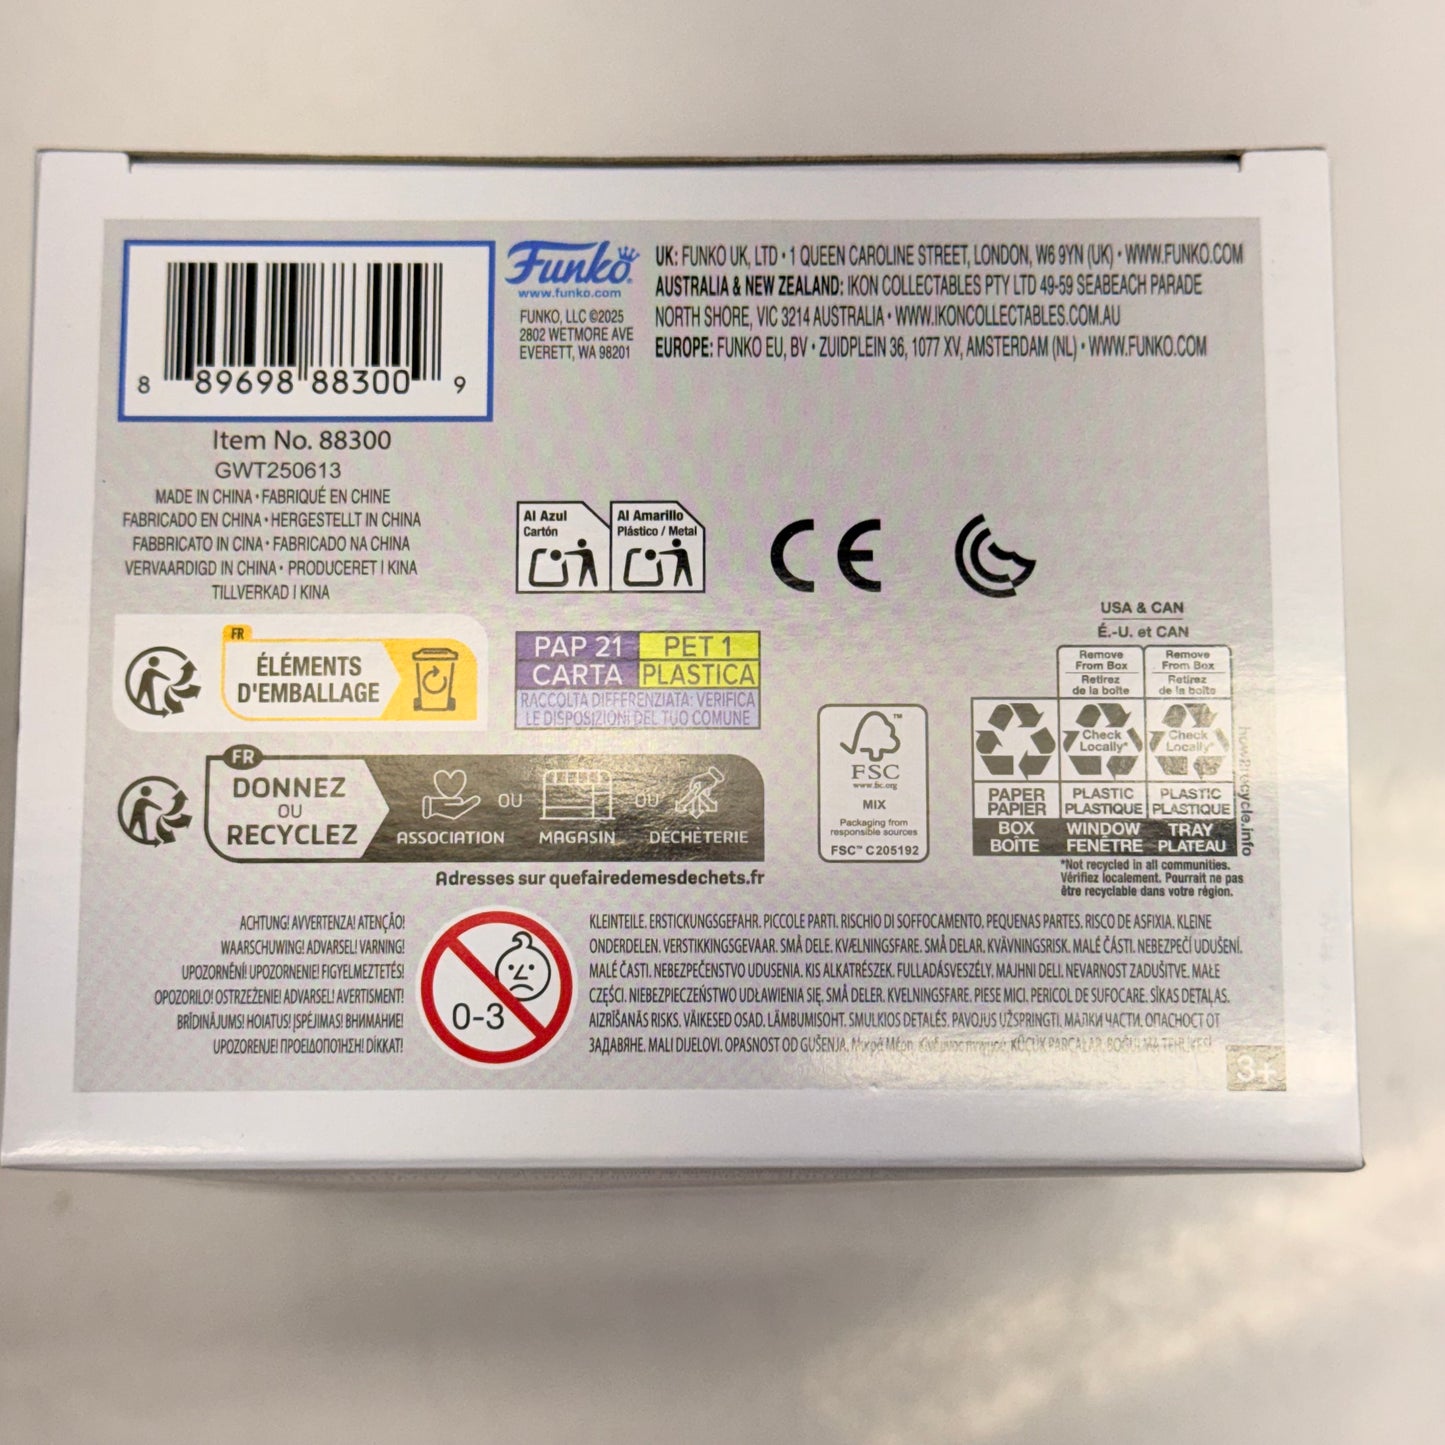 8 89698 88300 9
Item No. 88300
GWT250613
MADE IN CHINA • FABRIQUÉ EN CHINE
FABRICADO EN CHINA • HERGESTELLT IN CHINA
FABBRICATO IN CINA • FABRICADO NA CHINA
VERVAARDIGD IN CHINA • PRODUCERET I KINA
TILLVERKAD I KINA
Funko
www.funko.com
FUNKO, LLC ©2025
2802 WETMORE AVE
EVERETT, WA 98201
UK: FUNKO UK, LTD • 1 QUEEN CAROLINE STREET, LONDON, W6 9YN (UK) • WWW.FUNKO.COM
AUSTRALIA & NEW ZEALAND: IKON COLLECTABLES PTY LTD 49-59 SEABEACH PARADE
NORTH SHORE, VIC 3214 AUSTRALIA • WWW.IKONCOLLECTABLES.COM.AU
EUROPE: FUNKO EU, BV • ZUIDPLEIN 36, 1077 XV, AMSTERDAM (NL) • WWW.FUNKO.COM
Al Azul
Cartón
Al Amarillo
Plástico / Metal
CE
FR
ÉLÉMENTS
D'EMBALLAGE
PAP 21
CARTA
PET 1
PLASTICA
RACCOLTA DIFFERENZIATA: VERIFICA
LE DISPOSIZIONI DEL TUO COMUNE
FR
DONNEZ
OU
RECYCLEZ
ASSOCIATION
OU
MAGASIN
OU
DÉCHÈTERIE
Adresses sur quefairedemesdechets.fr
FSC
™
www.fsc.org
MIX
Packaging from
responsible sources
FSC™ C205192
USA & CAN
É.-U. et CAN
Remove
From Box
Retirez
de la boîte
Remove
From Box
Retirez
de la boîte
Check
Locally*
Check
Locally*
PAPER
PAPIER
PLASTIC
PLASTIQUE
PLASTIC
PLASTIQUE
BOX
BOÎTE
WINDOW
FENÊTRE
TRAY
PLATEAU
how2recycle.info
*Not recycled in all communities.
Vérifiez localement. Pourrait ne pas
être recyclable dans votre région.
ACHTUNG! AVVERTENZA! ATENÇÃO!
WAARSCHUWING! ADVARSEL! VARNING!
UPOZORNĚNÍ! UPOZORNENIE! FIGYELMEZTETÉS!
OPOZORILO! OSTRZEŻENIE! ADVARSEL! AVERTISMENT!
BRĪDINĀJUMS! HOIATUS! ĮSPĖJIMAS! ВНИМАНИЕ!
UPOZORENJE! ΠΡΟΕΙΔΟΠΟΙΗΣΗ! DİKKAT!
0-3
KLEINTEILE. ERSTICKUNGSGEFAHR. PICCOLE PARTI. RISCHIO DI SOFFOCAMENTO. PEQUENAS PARTES. RISCO DE ASFIXIA. KLEINE
ONDERDELEN. VERSTIKKINGSGEVAAR. SMÅ DELE. KVÆLNINGSFARE. SMÅ DELAR. KVÄVNINGSRISK. MALÉ ČÁSTI. NEBEZPEČÍ UDUŠENÍ.
MALÉ ČASTI. NEBEZPEČENSTVO UDUSENIA. KIS ALKATRÉSZEK. FULLADÁSVESZÉLY. MAJHNI DELI. NEVARNOST ZADUŠITVE. MAŁE
CZĘŚCI. NIEBEZPIECZEŃSTWO UDŁAWIENIA SIĘ. SMÅ DELER. KVELNINGSFARE. PIESE MICI. PERICOL DE SUFOCARE. SĪKAS DETAĻAS.
AIZRĪŠANĀS RISKS. VÄIKESED OSAD. LÄMBUMISOHT. SMULKIOS DETALĖS. PAVOJUS UŽSPRINGTI. МАЛКИ ЧАСТИ. ОПАСНОСТ ОТ
ЗАДАВЯНЕ. MALI DIJELOVI. OPASNOST OD GUŠENJA. Μικρά Μέρη. Κίνδυνος πνιγμού. KÜÇÜK PARÇALAR. BOĞULMA TEHLİKESİ.
3+